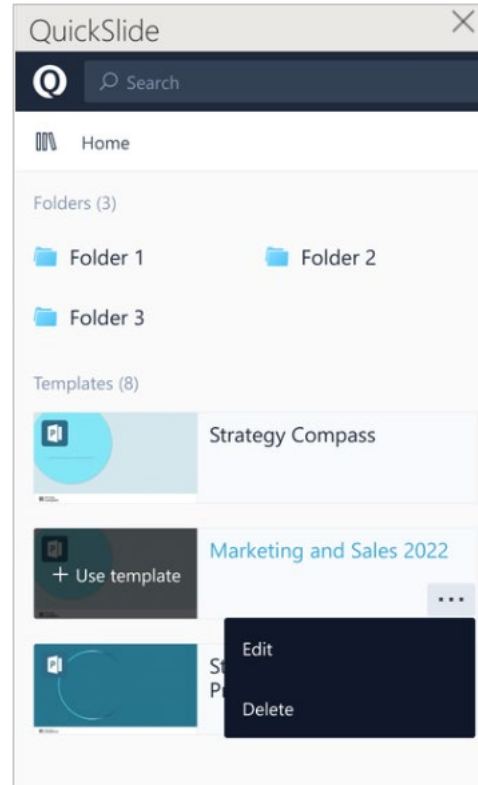 QuickSlide
Q
Search
Home
Folders (3)
Folder 1
Folder 2
Folder 3
Templates (8)
Strategy Compass
+ Use template
Marketing and Sales 2022
...
Edit
Delete